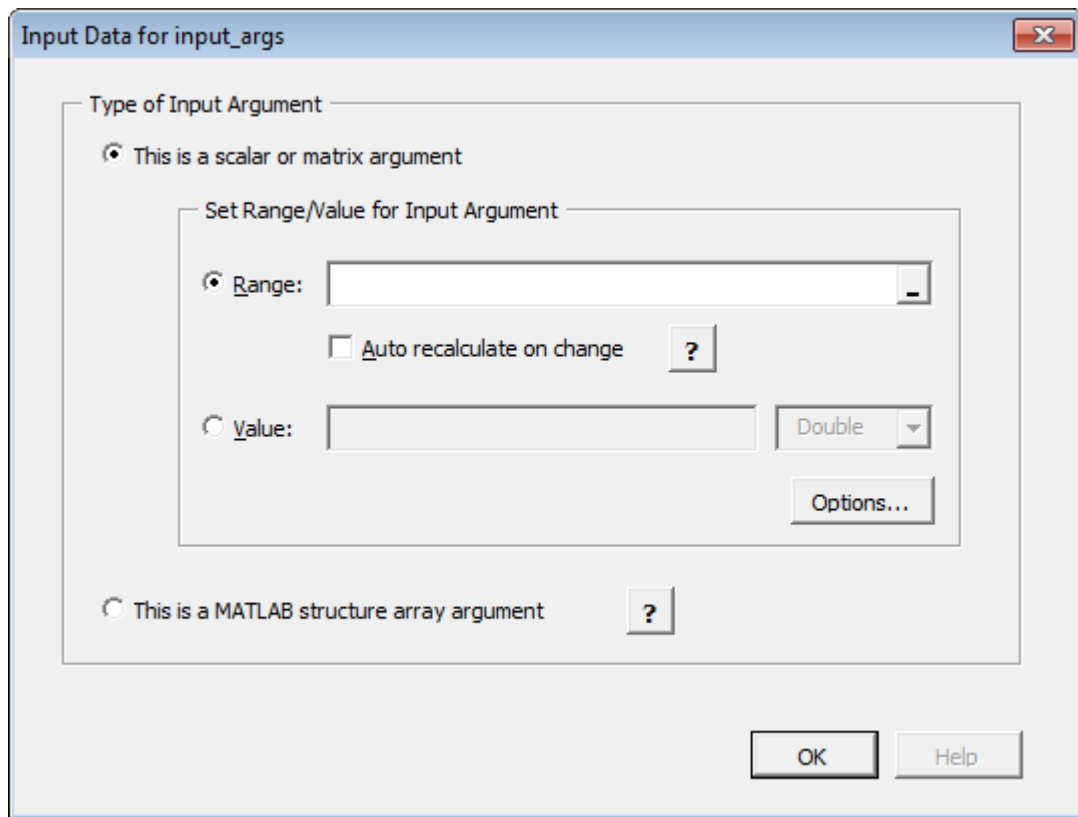 Input Data for input_args
Type of Input Argument
This is a scalar or matrix argument
Set Range/Value for Input Argument
Range:
Auto recalculate on change ?
Value: Double
Options...
This is a MATLAB structure array argument ?
OK Help